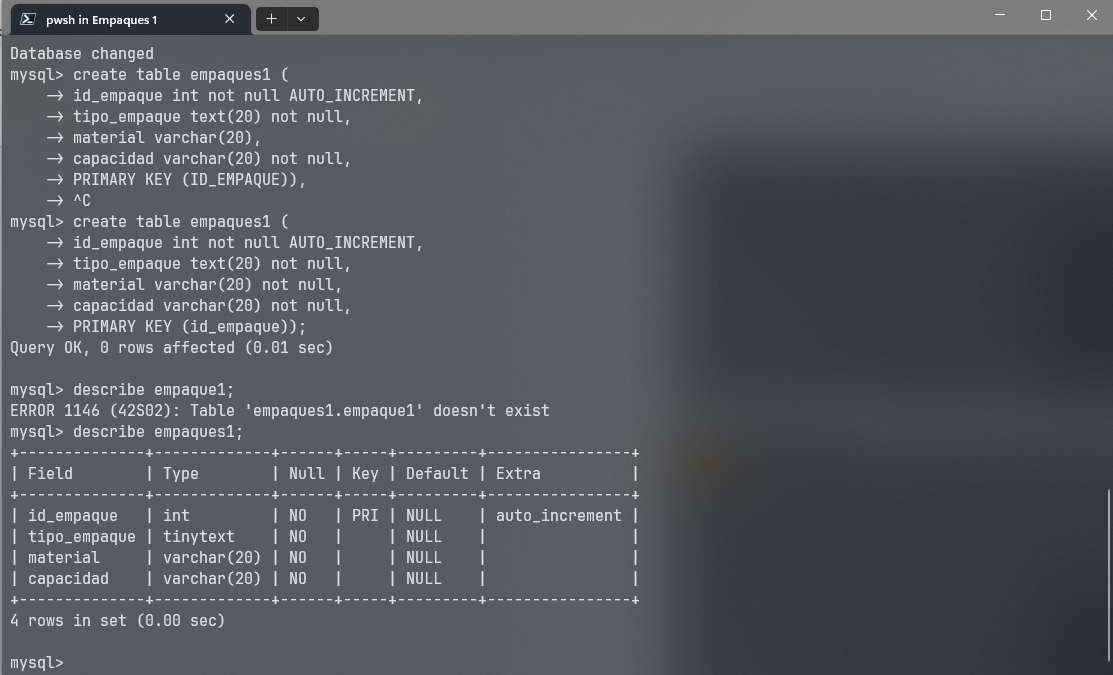 pwsh in Empaques 1
Database changed
mysql> create table empaques1 (
    -> id_empaque int not null AUTO_INCREMENT,
    -> tipo_empaque text(20) not null,
    -> material varchar(20),
    -> capacidad varchar(20) not null,
    -> PRIMARY KEY (ID_EMPAQUE)),
    -> ^C
mysql> create table empaques1 (
    -> id_empaque int not null AUTO_INCREMENT,
    -> tipo_empaque text(20) not null,
    -> material varchar(20) not null,
    -> capacidad varchar(20) not null,
    -> PRIMARY KEY (id_empaque));
Query OK, 0 rows affected (0.01 sec)

mysql> describe empaque1;
ERROR 1146 (42S02): Table 'empaques1.empaque1' doesn't exist
mysql> describe empaques1;
+--------------+-------------+------+-----+---------+----------------+
| Field        | Type        | Null | Key | Default | Extra          |
+--------------+-------------+------+-----+---------+----------------+
| id_empaque   | int         | NO   | PRI | NULL    | auto_increment |
| tipo_empaque | tinytext    | NO   |     | NULL    |                |
| material     | varchar(20) | NO   |     | NULL    |                |
| capacidad    | varchar(20) | NO   |     | NULL    |                |
+--------------+-------------+------+-----+---------+----------------+
4 rows in set (0.00 sec)

mysql>